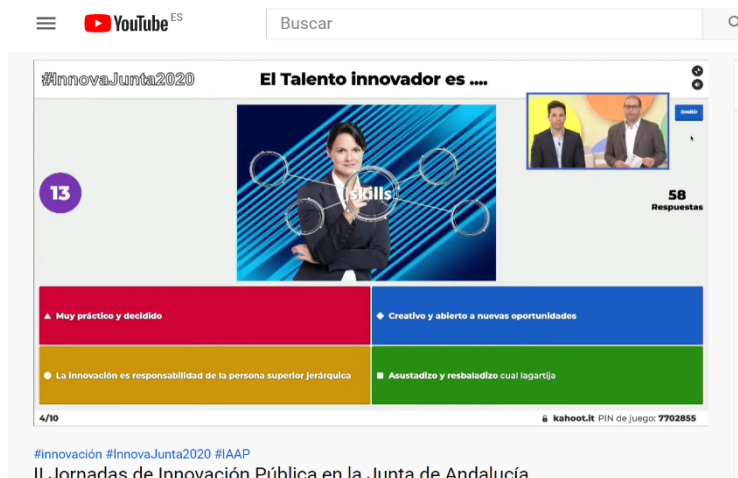 YouTube ES
Buscar
#InnovaJunta2020
El Talento innovador es ....
Omitir
13
skills
58
Respuestas
▲ Muy práctico y decidido
◆ Creativo y abierto a nuevas oportunidades
● La innovación es responsabilidad de la persona superior jerárquica
■ Asustadizo y resbaladizo cual lagartija
4/10
kahoot.it PIN de juego: 7702855
#innovación #InnovaJunta2020 #IAAP
II Jornadas de Innovación Pública en la Junta de Andalucía